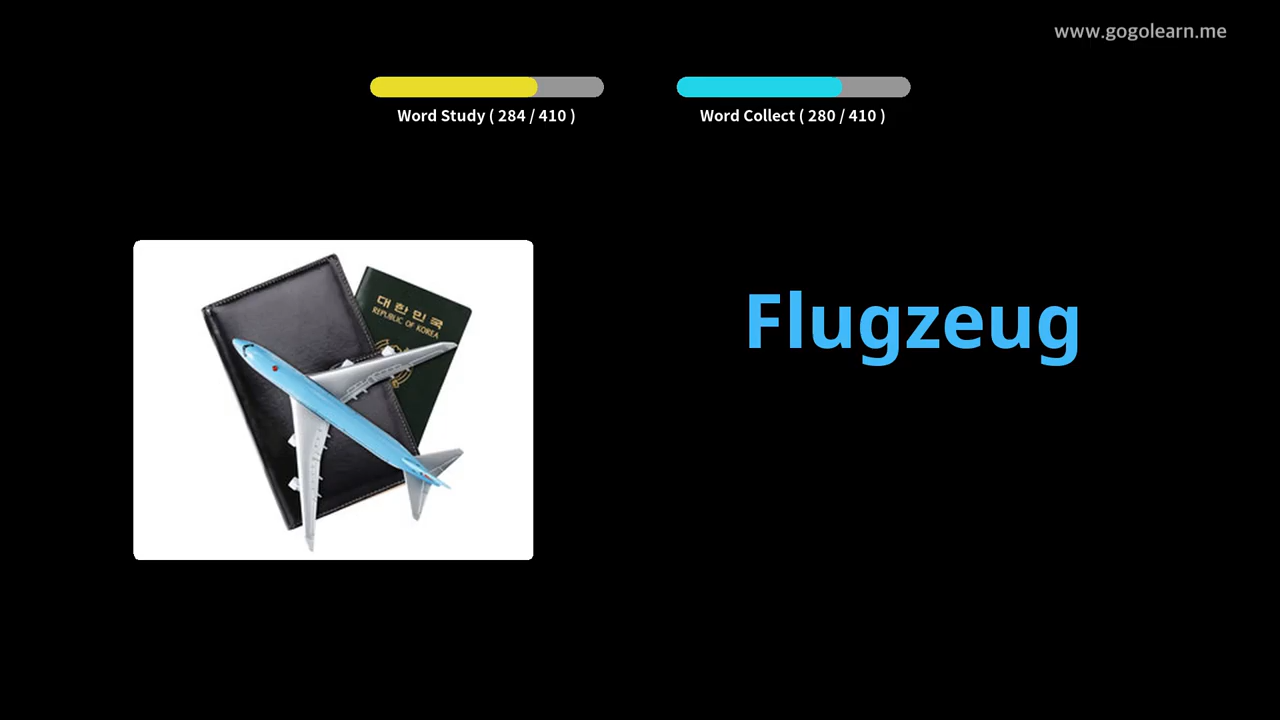 www.gogolearn.me
Word Study ( 284 / 410 )
Word Collect ( 280 / 410 )
대한민국
REPUBLIC OF KOREA
Flugzeug